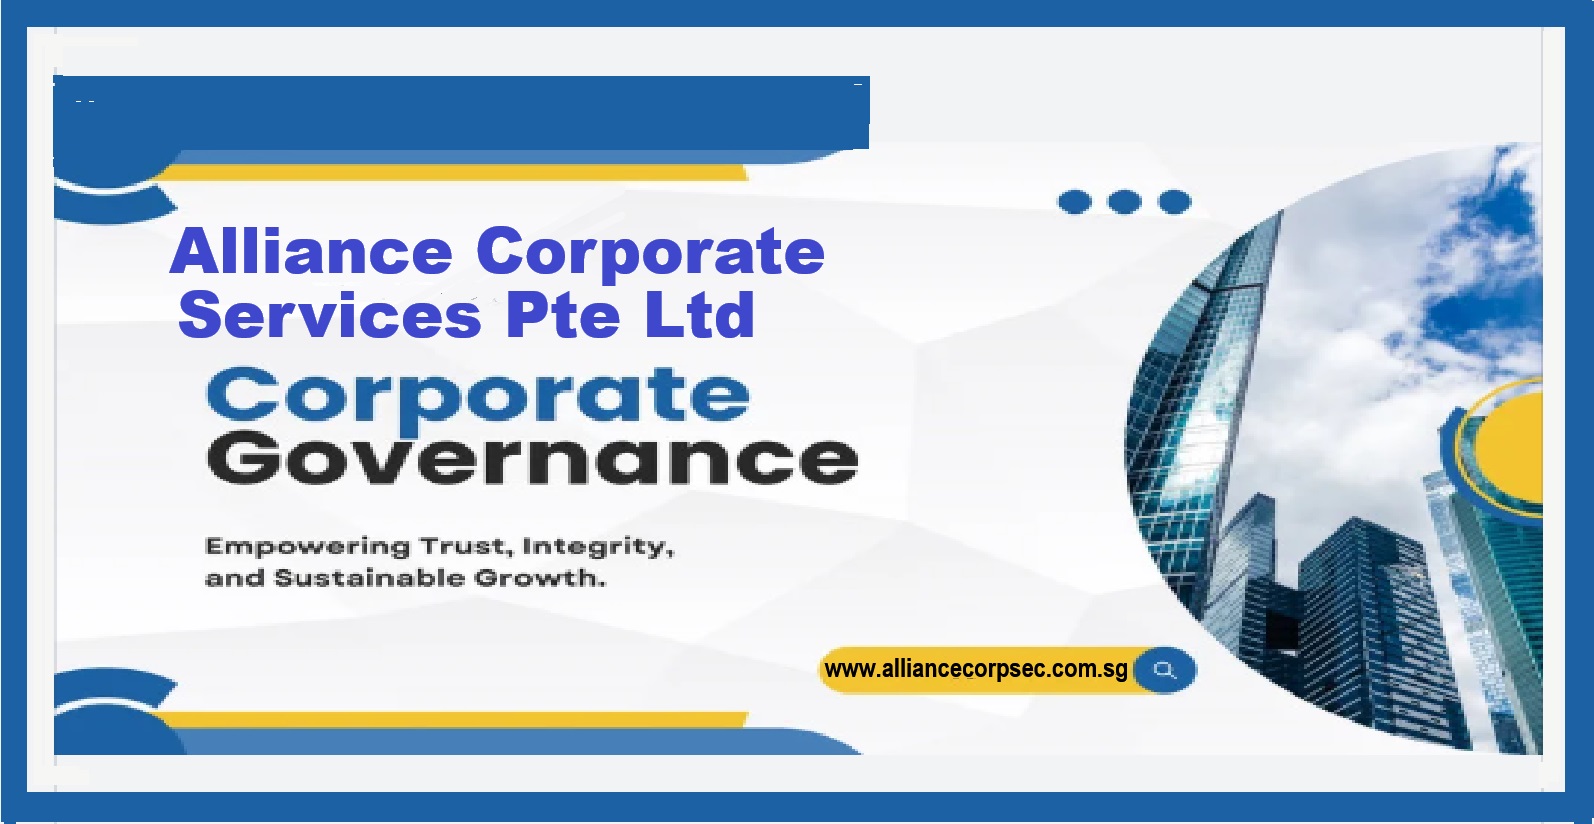 Alliance Corporate
Services Pte Ltd
Corporate
Governance
Empowering Trust, Integrity,
and Sustainable Growth.
www.alliancecorpsec.com.sg